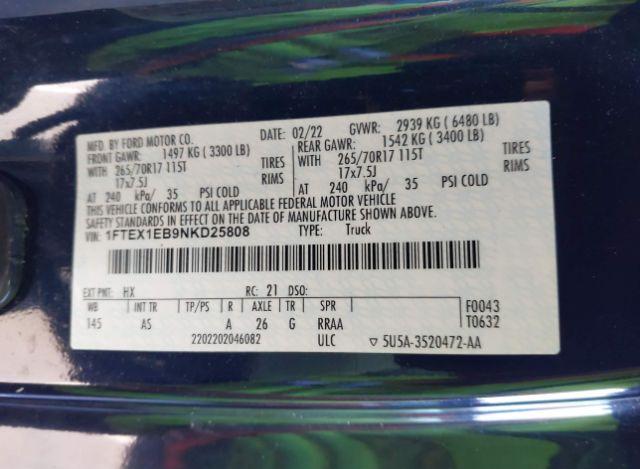 MFD. BY FORD MOTOR CO. DATE: 02/22 GVWR: 2939 KG ( 6480 LB)
FRONT GAWR: 1497 KG ( 3300 LB) REAR GAWR: 1542 KG ( 3400 LB)
WITH 265/70R17 115T TIRES WITH 265/70R17 115T TIRES
17x7.5J RIMS 17x7.5J RIMS
AT 240 kPa/ 35 PSI COLD AT 240 kPa/ 35 PSI COLD
THIS VEHICLE CONFORMS TO ALL APPLICABLE FEDERAL MOTOR VEHICLE
SAFETY STANDARDS IN EFFECT ON THE DATE OF MANUFACTURE SHOWN ABOVE.
VIN: 1FTEX1EB9NKD25808 TYPE: Truck
EXT PNT: HX RC: 21 DSO:
WB INT TR TP/PS R AXLE TR SPR F0043
145 AS A 26 G RRAA T0632
2202202046082 ULC ▽ 5U5A-3520472-AA